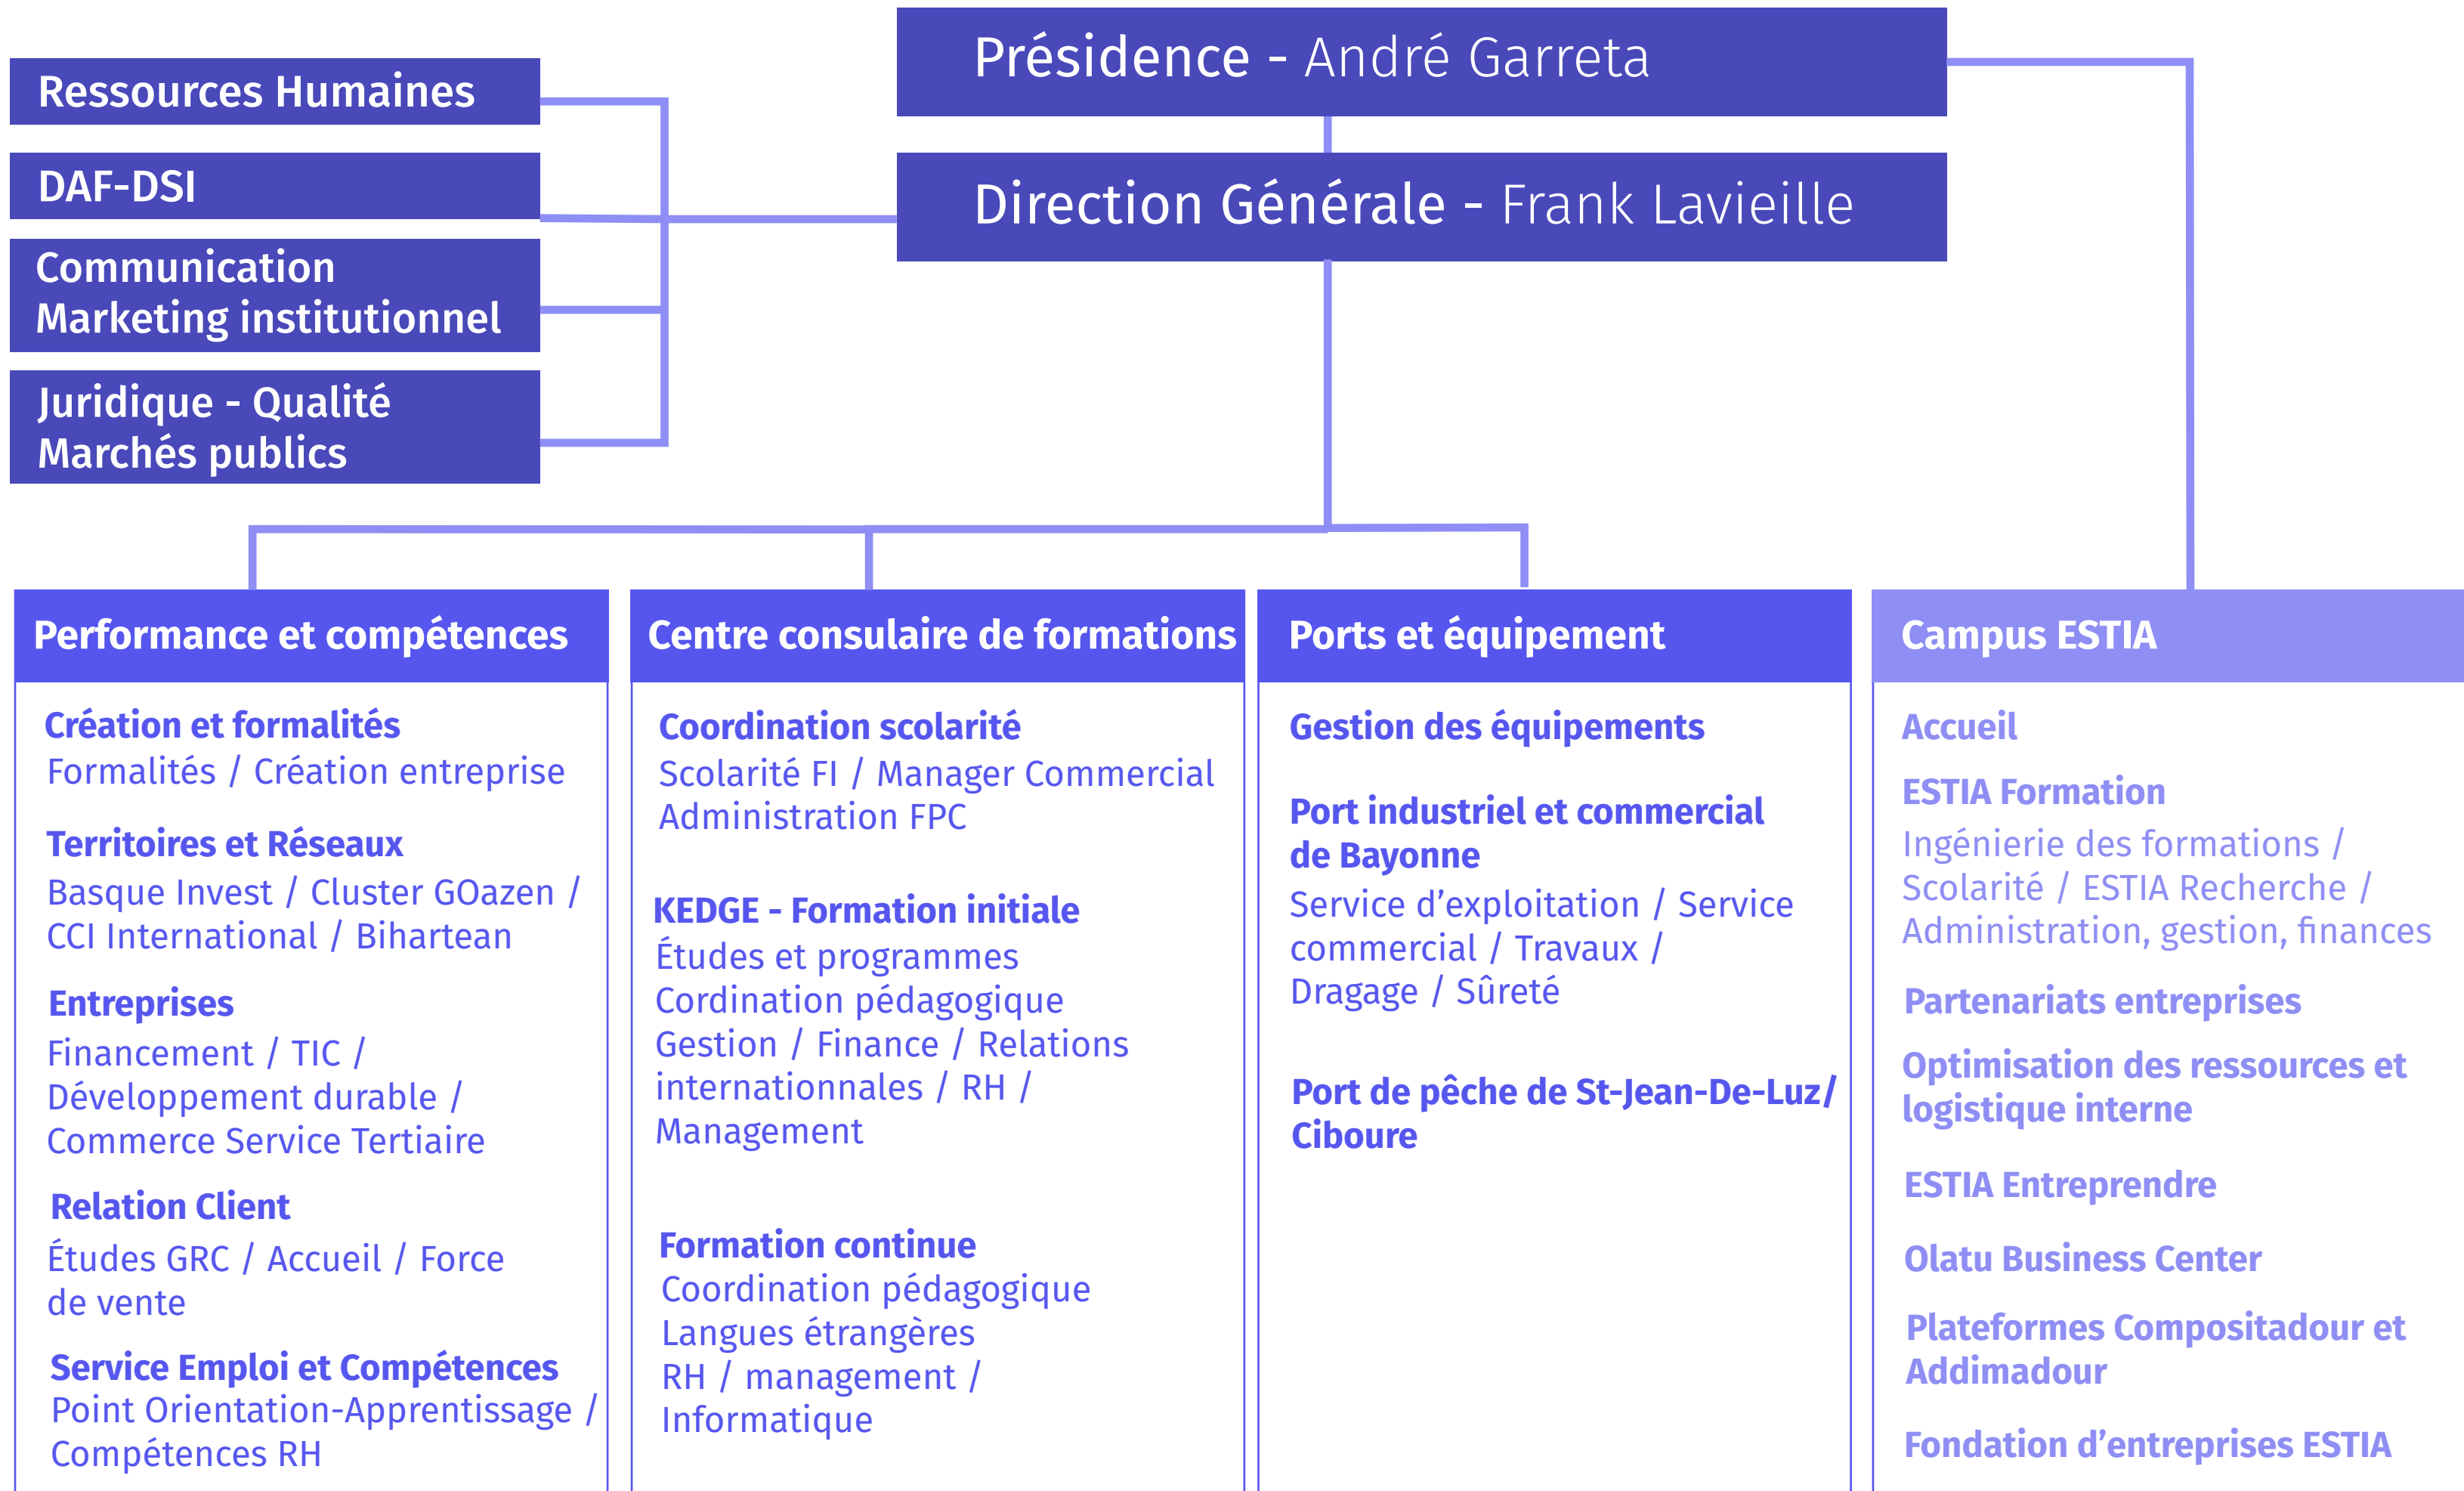 Présidence - André Garreta
Direction Générale - Frank Lavieille
Ressources Humaines
DAF-DSI
Communication
Marketing institutionnel
Juridique - Qualité
Marchés publics
Performance et compétences
Création et formalités
Formalités / Création entreprise
Territoires et Réseaux
Basque Invest / Cluster GOazen /
CCI International / Bihartean
Entreprises
Financement / TIC /
Développement durable /
Commerce Service Tertiaire
Relation Client
Études GRC / Accueil / Force
de vente
Service Emploi et Compétences
Point Orientation-Apprentissage /
Compétences RH
Centre consulaire de formations
Coordination scolarité
Scolarité FI / Manager Commercial
Administration FPC
KEDGE - Formation initiale
Études et programmes
Cordination pédagogique
Gestion / Finance / Relations
internationnales / RH /
Management
Formation continue
Coordination pédagogique
Langues étrangères
RH / management /
Informatique
Ports et équipement
Gestion des équipements
Port industriel et commercial
de Bayonne
Service d’exploitation / Service
commercial / Travaux /
Dragage / Sûreté
Port de pêche de St-Jean-De-Luz/
Ciboure
Campus ESTIA
Accueil
ESTIA Formation
Ingénierie des formations /
Scolarité / ESTIA Recherche /
Administration, gestion, finances
Partenariats entreprises
Optimisation des ressources et
logistique interne
ESTIA Entreprendre
Olatu Business Center
Plateformes Compositadour et
Addimadour
Fondation d’entreprises ESTIA